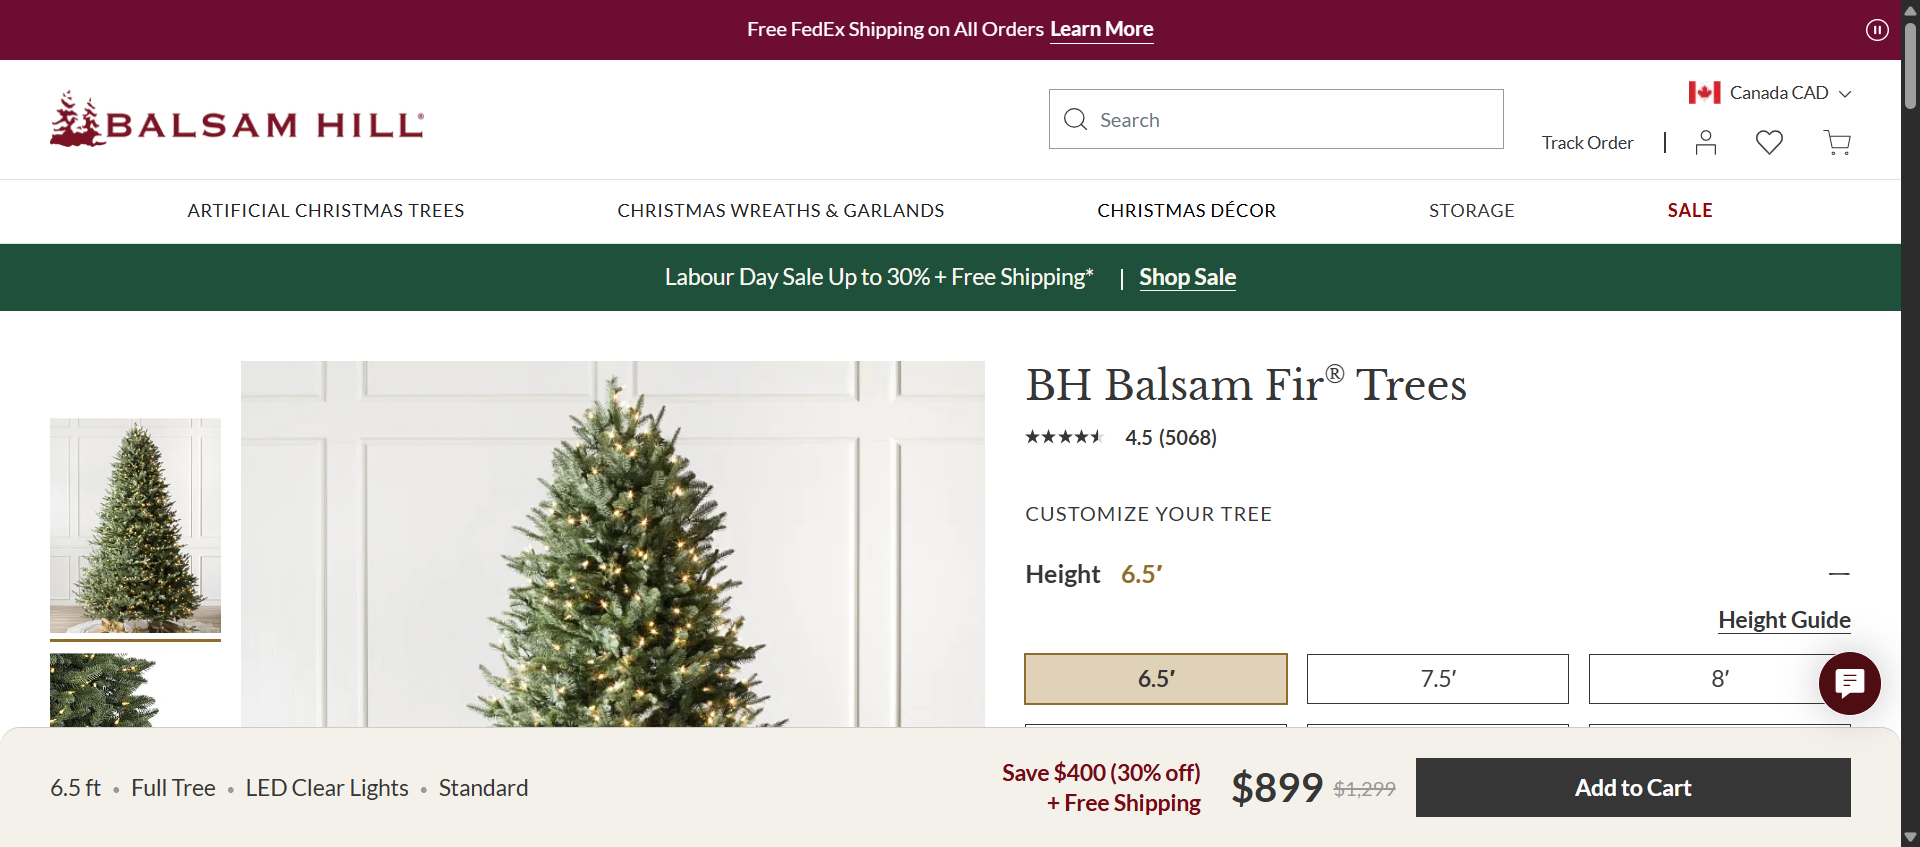 Free FedEx Shipping on All Orders Learn More
BALSAM HILL®
Search
Canada CAD
Track Order
ARTIFICIAL CHRISTMAS TREES
CHRISTMAS WREATHS & GARLANDS
CHRISTMAS DÉCOR
STORAGE
SALE
Labour Day Sale Up to 30% + Free Shipping* | Shop Sale
BH Balsam Fir® Trees
4.5 (5068)
CUSTOMIZE YOUR TREE
Height 6.5′
Height Guide
6.5′
7.5′
8′
6.5 ft • Full Tree • LED Clear Lights • Standard
Save $400 (30% off)
+ Free Shipping
$899 $1,299
Add to Cart